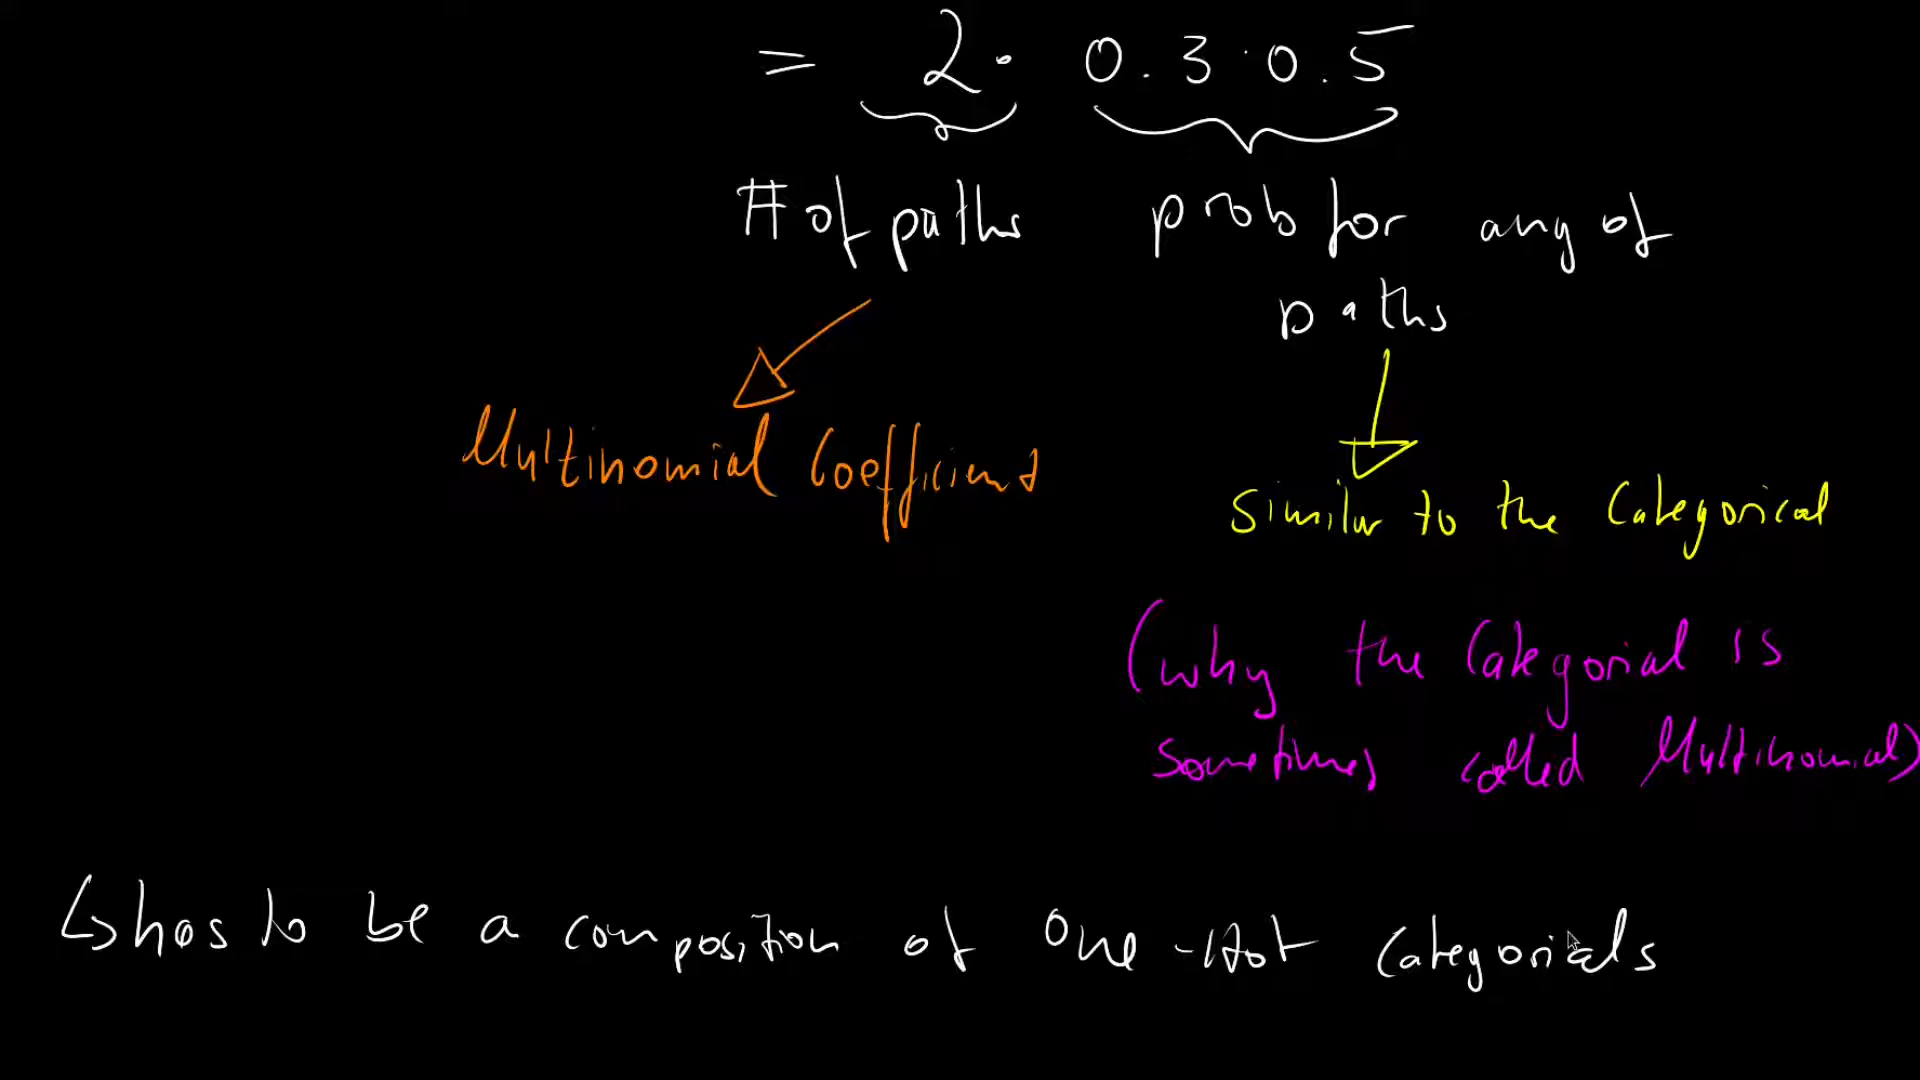 = 2 · 0.3 · 0.5
# of paths prob for any of
paths
Multinomial Coefficient
similar to the Categorical
(why the Categorial is
sometimes called Multinomial)
↳ has to be a composition of One-Hot Categorials